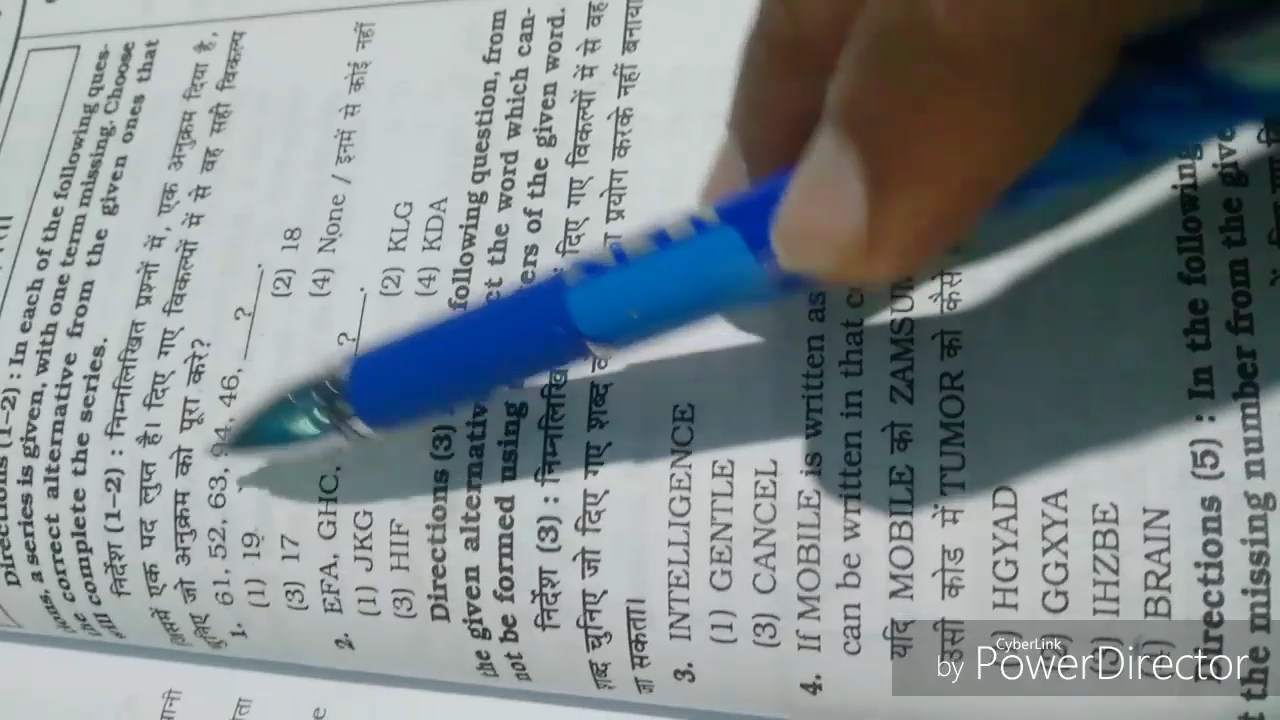 Directions (1–2) : In each of the following ques-
tions, a series is given, with one term missing. Choose
the correct alternative from the given ones that
will complete the series.
निर्देश (1–2) : निम्नलिखित प्रश्नों में, एक अनुक्रम दिया है,
जिसमें एक पद लुप्त है। दिए गए विकल्पों में से वह सही विकल्प
चुनिए जो अनुक्रम को पूरा करे?
1. 61, 52, 63, 94, 46, ?
(1) 19 (2) 18
(3) 17 (4) None / इनमें से कोई नहीं
2. EFA, GHC, ?
(1) JKG (2) KLG
(3) HIF (4) KDA
Directions (3) following question, from
the given alternativ ct the word which can-
not be formed using ers of the given word.
निर्देश (3) : निम्नलिखि दिए गए विकल्पों में से वह
शब्द चुनिए जो दिए गए शब्द प्रयोग करके नहीं बनाया
जा सकता।
3. INTELLIGENCE
(1) GENTLE
(3) CANCEL
4. If MOBILE is written as
can be written in that c
यदि MOBILE को ZAMSUM
उसी कोड में TUMOR को कैसे
HGYAD
GGXYA
IHZBE
BRAIN
Directions (5) : In the following
the missing number from the give
CyberLink
by PowerDirector